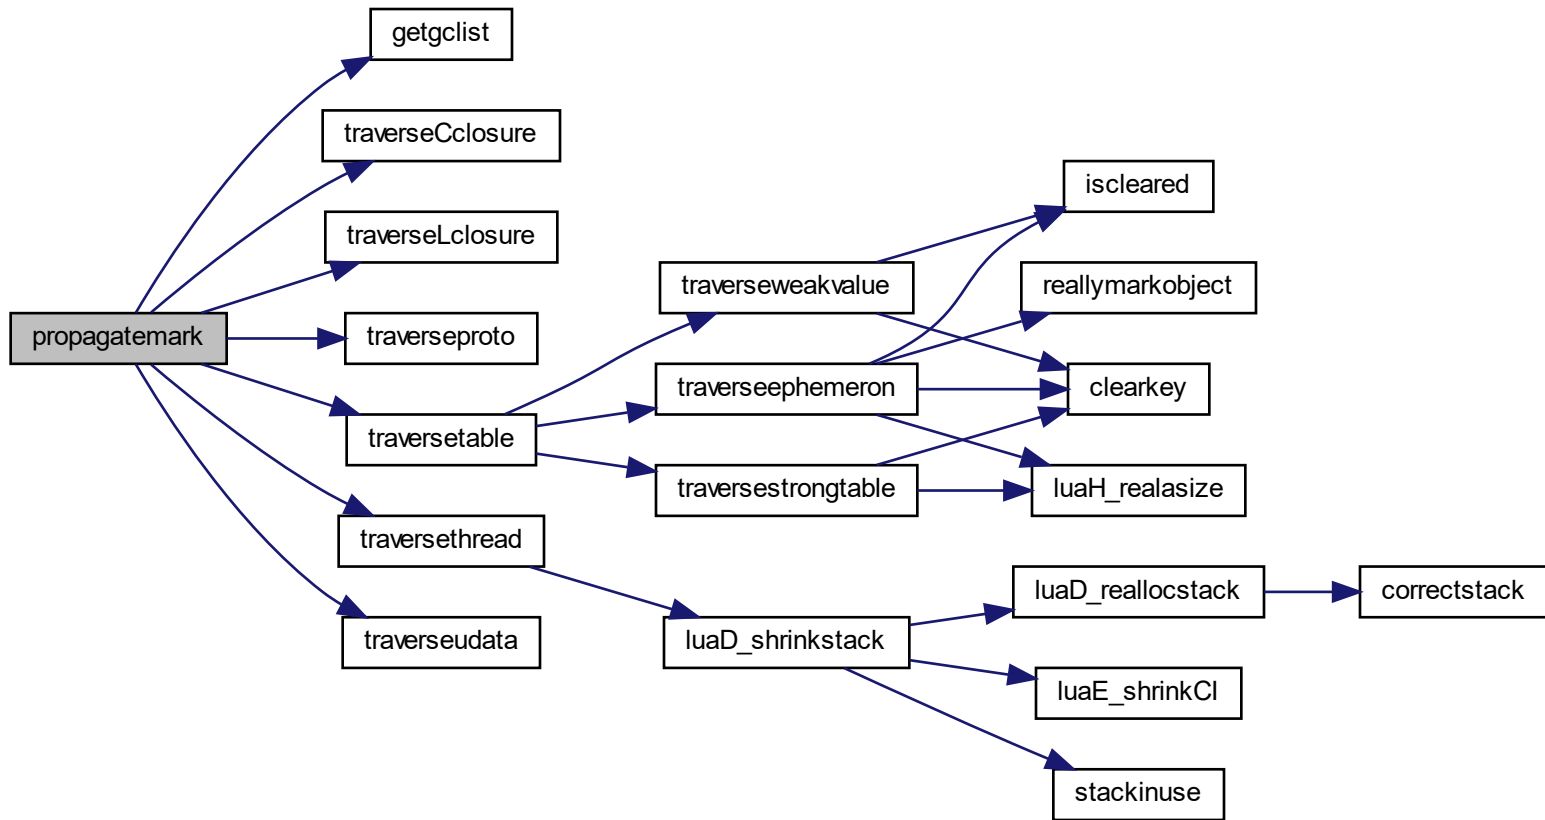 getgclist
traverseCclosure
traverseLclosure
propagatemark
traverseproto
traversetable
traversethread
traverseudata
traverseweakvalue
traverseephemeron
traversestrongtable
luaD_shrinkstack
iscleared
reallymarkobject
clearkey
luaH_realasize
luaD_reallocstack
luaE_shrinkCI
stackinuse
correctstack